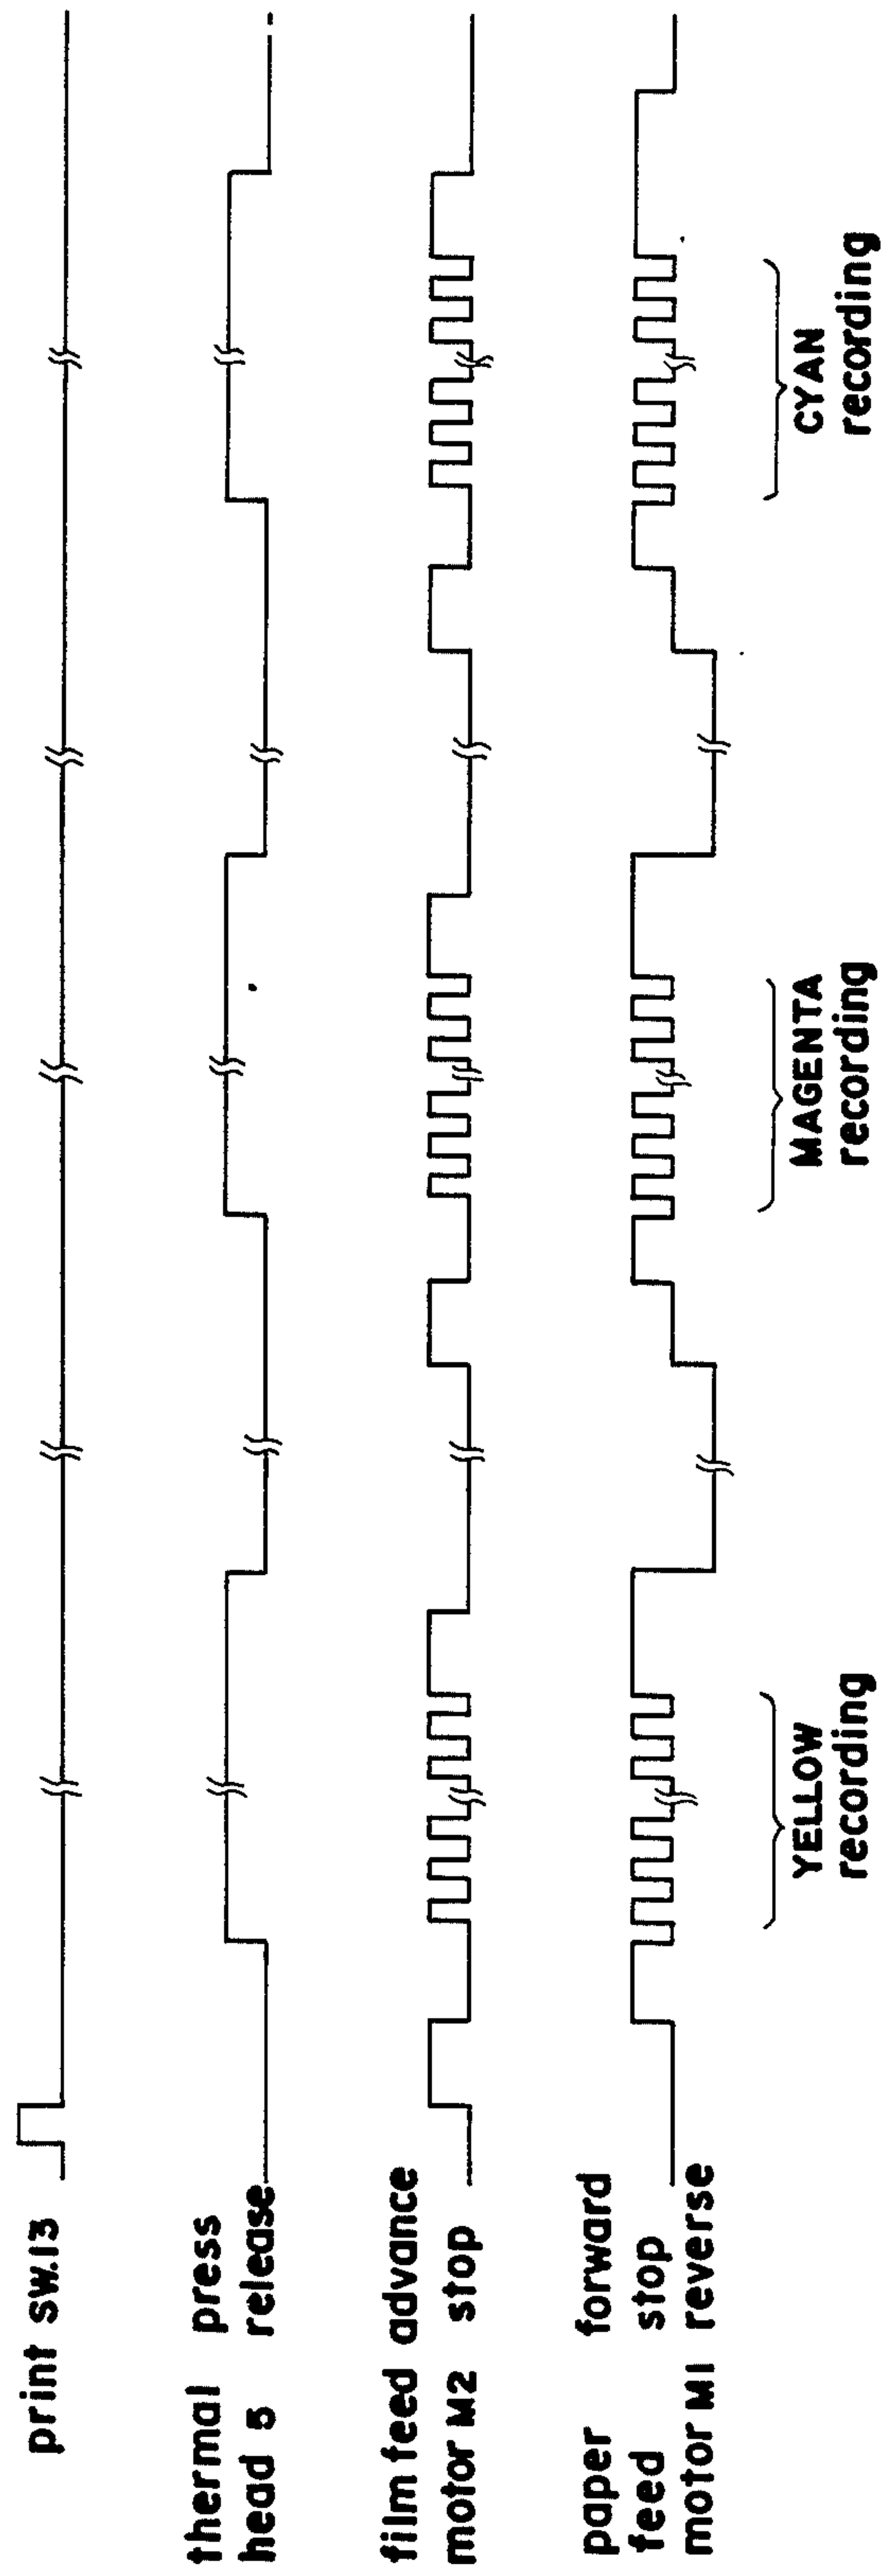 print sw.13
thermal press
head 5 release
film feed advance
motor M2 stop
paper forward
feed stop
motor M1 reverse
YELLOW
recording
MAGENTA
recording
CYAN
recording